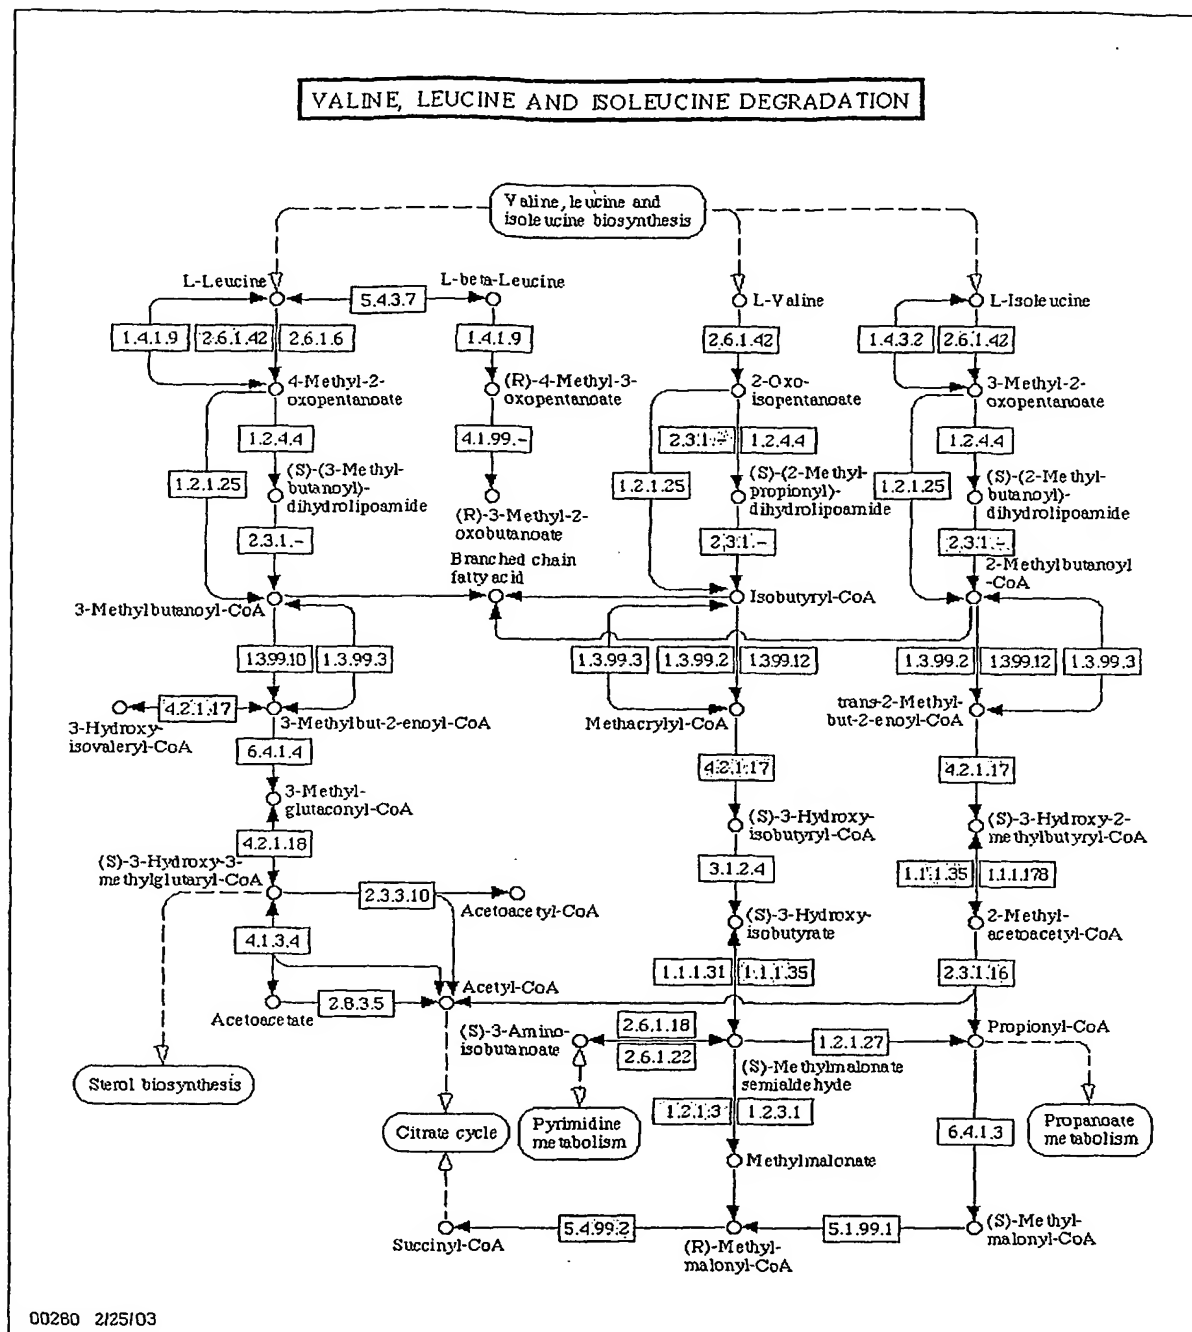 VALINE, LEUCINE AND ISOLEUCINE DEGRADATION
Valine, leucine and
isoleucine biosynthesis
L-Leucine
L-beta-Leucine
L-Valine
L-Isoleucine
5.4.3.7
1.4.1.9
2.6.1.42
2.6.1.6
1.4.1.9
2.6.1.42
1.4.3.2
2.6.1.42
4-Methyl-2-
oxopentanoate
(R)-4-Methyl-3-
oxopentanoate
2-Oxo-
isopentanoate
3-Methyl-2-
oxopentanoate
1.2.4.4
4.1.99.-
2.3.1.-
1.2.4.4
1.2.4.4
1.2.1.25
(S)-(3-Methyl-
butanoyl)-
dihydrolipoamide
1.2.1.25
(S)-(2-Methyl-
propionyl)-
dihydrolipoamide
1.2.1.25
(S)-(2-Methyl-
butanoyl)-
dihydrolipoamide
(R)-3-Methyl-2-
oxobutanoate
2.3.1.-
2.3.1.-
2.3.1.-
Branched chain
fatty acid
2-Methylbutanoyl
-CoA
3-Methylbutanoyl-CoA
Isobutyryl-CoA
1.3.99.10
1.3.99.3
1.3.99.3
1.3.99.2
1.3.99.12
1.3.99.2
1.3.99.12
1.3.99.3
4.2.1.17
3-Hydroxy-
isovaleryl-CoA
3-Methylbut-2-enoyl-CoA
Methacrylyl-CoA
trans-2-Methyl-
but-2-enoyl-CoA
6.4.1.4
4.2.1.17
4.2.1.17
3-Methyl-
glutaconyl-CoA
(S)-3-Hydroxy-
isobutyryl-CoA
(S)-3-Hydroxy-2-
methylbutyryl-CoA
4.2.1.18
(S)-3-Hydroxy-3-
methylglutaryl-CoA
3.1.2.4
1.1.1.35
1.1.1.178
2.3.3.10
Acetoacetyl-CoA
(S)-3-Hydroxy-
isobutyrate
2-Methyl-
acetoacetyl-CoA
4.1.3.4
1.1.1.31
1.1.1.35
2.3.1.16
Acetoacetate
2.8.3.5
Acetyl-CoA
(S)-3-Amino-
isobutanoate
2.6.1.18
2.6.1.22
1.2.1.27
Propionyl-CoA
(S)-Methylmalonate
semialdehyde
Sterol biosynthesis
Citrate cycle
Pyrimidine
metabolism
1.2.1.3
1.2.3.1
6.4.1.3
Propanoate
metabolism
Methylmalonate
Succinyl-CoA
5.4.99.2
(R)-Methyl-
malonyl-CoA
5.1.99.1
(S)-Methyl-
malonyl-CoA
00280 2/25/03